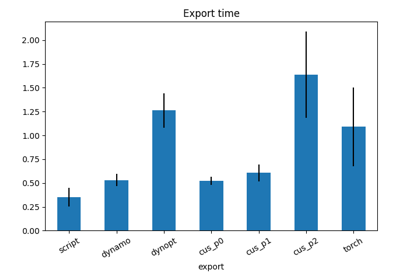 Export time
2.00
1.75
1.50
1.25
1.00
0.75
0.50
0.25
0.00
script
dynamo
dynopt
cus_p0
cus_p1
cus_p2
torch
export